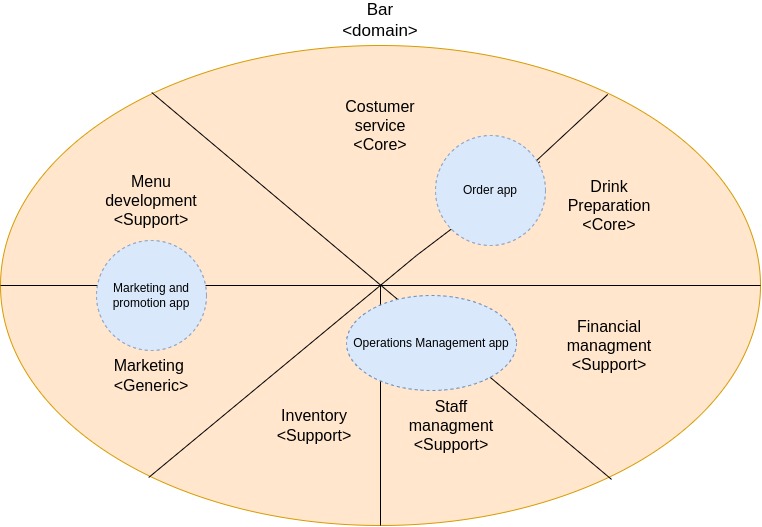 Bar
<domain>
Costumer
service
<Core>
Order app
Drink
Preparation
<Core>
Menu
development
<Support>
Marketing and
promotion app
Marketing
<Generic>
Operations Management app
Financial
managment
<Support>
Inventory
<Support>
Staff
managment
<Support>